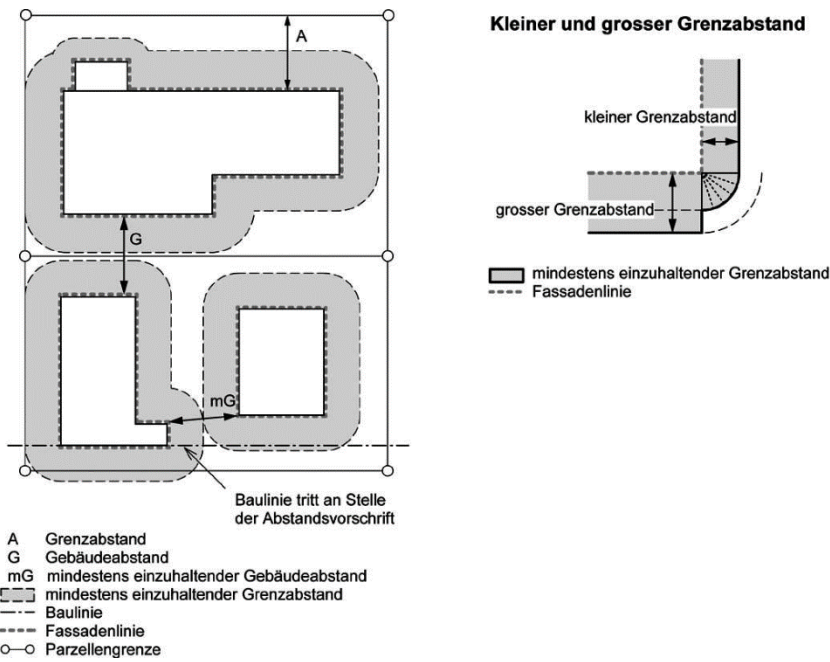 A
G
mG
Baulinie tritt an Stelle
der Abstandsvorschrift
A Grenzabstand
G Gebäudeabstand
mG mindestens einzuhaltender Gebäudeabstand
mindestens einzuhaltender Grenzabstand
Baulinie
Fassadenlinie
Parzellengrenze
Kleiner und grosser Grenzabstand
kleiner Grenzabstand
grosser Grenzabstand
mindestens einzuhaltender Grenzabstand
Fassadenlinie